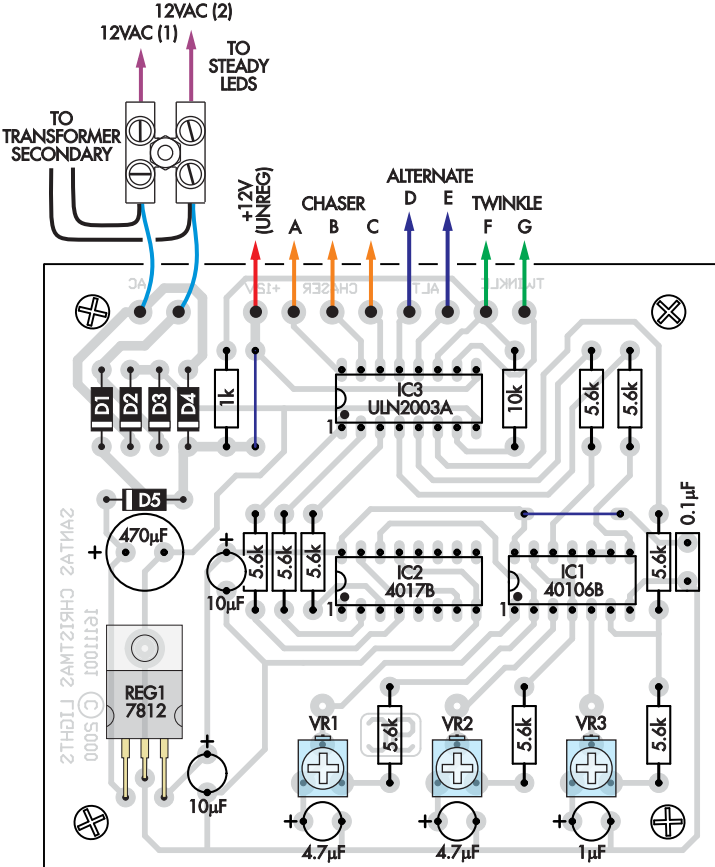 12VAC (2)
12VAC (1)
TO
STEADY
LEDS
TO
TRANSFORMER
SECONDARY
+12V
(UNREG)
CHASER
A B C
ALTERNATE
D E
TWINKLE
F G
AC
+12V
CHASER
ALT
TWINKLE
D1
D2
D3
D4
1k
IC3
ULN2003A
1
10k
5.6k
5.6k
D5
470µF
+
+
10µF
5.6k
5.6k
5.6k
IC2
4017B
1
IC1
40106B
1
5.6k
0.1µF
SANTAS CHRISTMAS LIGHTS
16111001 © 2000
REG1
7812
+
10µF
VR1
5.6k
SC
VR2
5.6k
VR3
5.6k
+
4.7µF
+
4.7µF
+
1µF